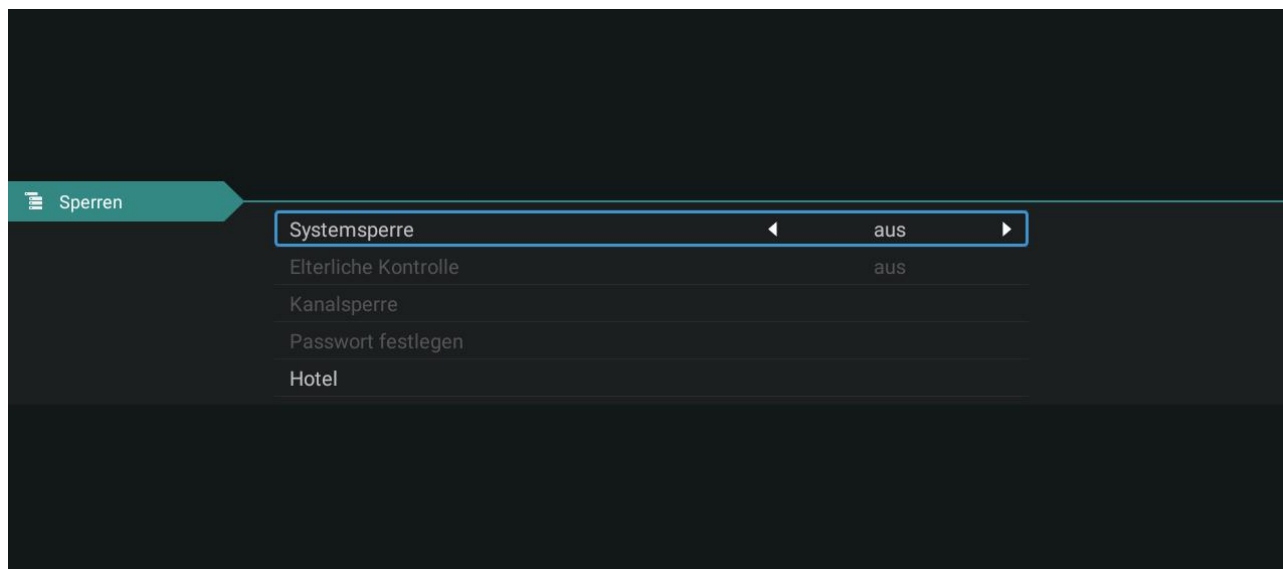 Sperren
Systemsperre aus
Elterliche Kontrolle aus
Kanalsperre
Passwort festlegen
Hotel